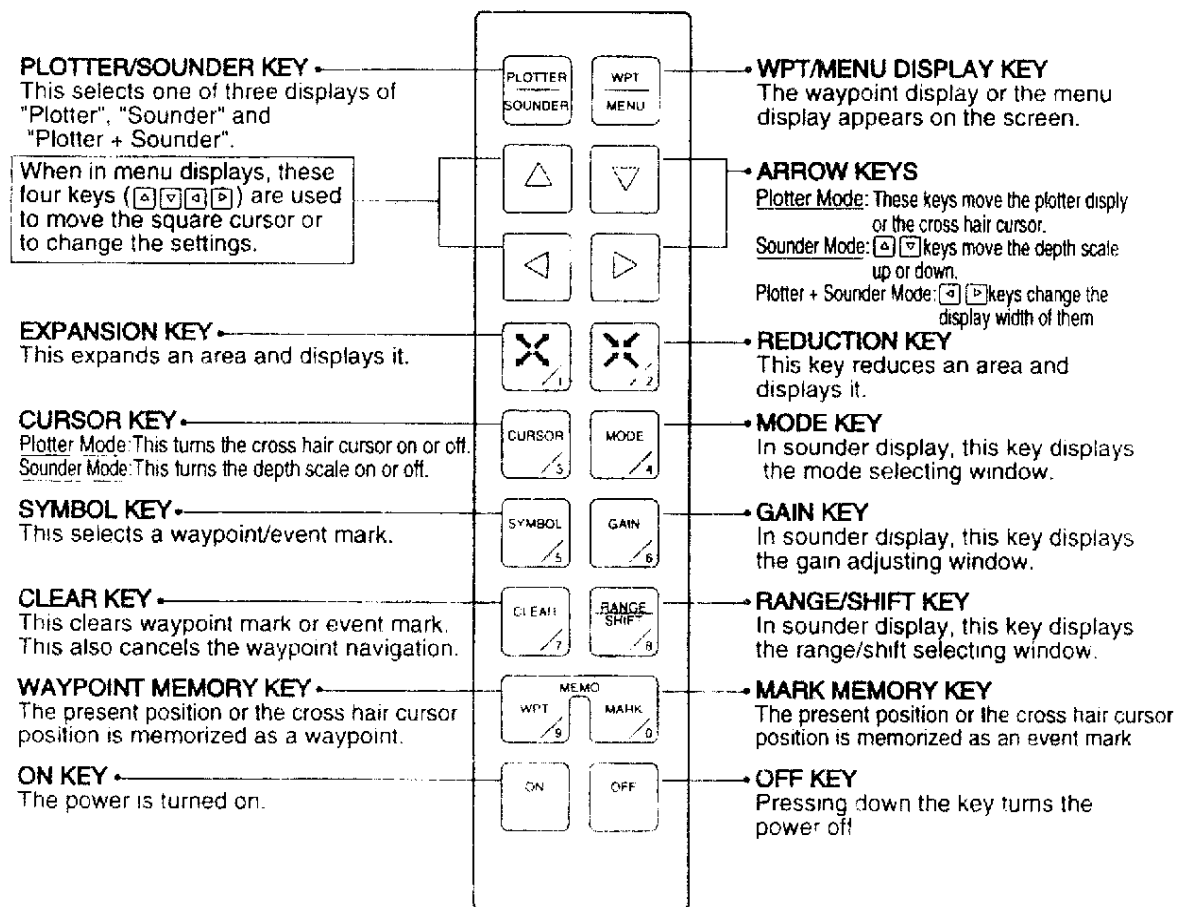 PLOTTER/SOUNDER KEY
This selects one of three displays of
"Plotter", "Sounder" and
"Plotter + Sounder".
When in menu displays, these
four keys (△▽◁▷) are used
to move the square cursor or
to change the settings.
EXPANSION KEY
This expands an area and displays it.
CURSOR KEY
Plotter Mode:This turns the cross hair cursor on or off.
Sounder Mode:This turns the depth scale on or off.
SYMBOL KEY
This selects a waypoint/event mark.
CLEAR KEY
This clears waypoint mark or event mark.
This also cancels the waypoint navigation.
WAYPOINT MEMORY KEY
The present position or the cross hair cursor
position is memorized as a waypoint.
ON KEY
The power is turned on.
PLOTTER
SOUNDER
WPT
MENU
△
▽
◁
▷
/1
/2
CURSOR
/3
MODE
/4
SYMBOL
/5
GAIN
/6
CLEAR
/7
RANGE
SHIFT
/8
MEMO
WPT
/9
MARK
/0
ON
OFF
WPT/MENU DISPLAY KEY
The waypoint display or the menu
display appears on the screen.
ARROW KEYS
Plotter Mode: These keys move the plotter disply
or the cross hair cursor.
Sounder Mode: △ ▽ keys move the depth scale
up or down.
Plotter + Sounder Mode: ◁ ▷ keys change the
display width of them
REDUCTION KEY
This key reduces an area and
displays it.
MODE KEY
In sounder display, this key displays
the mode selecting window.
GAIN KEY
In sounder display, this key displays
the gain adjusting window.
RANGE/SHIFT KEY
In sounder display, this key displays
the range/shift selecting window.
MARK MEMORY KEY
The present position or the cross hair cursor
position is memorized as an event mark
OFF KEY
Pressing down the key turns the
power off